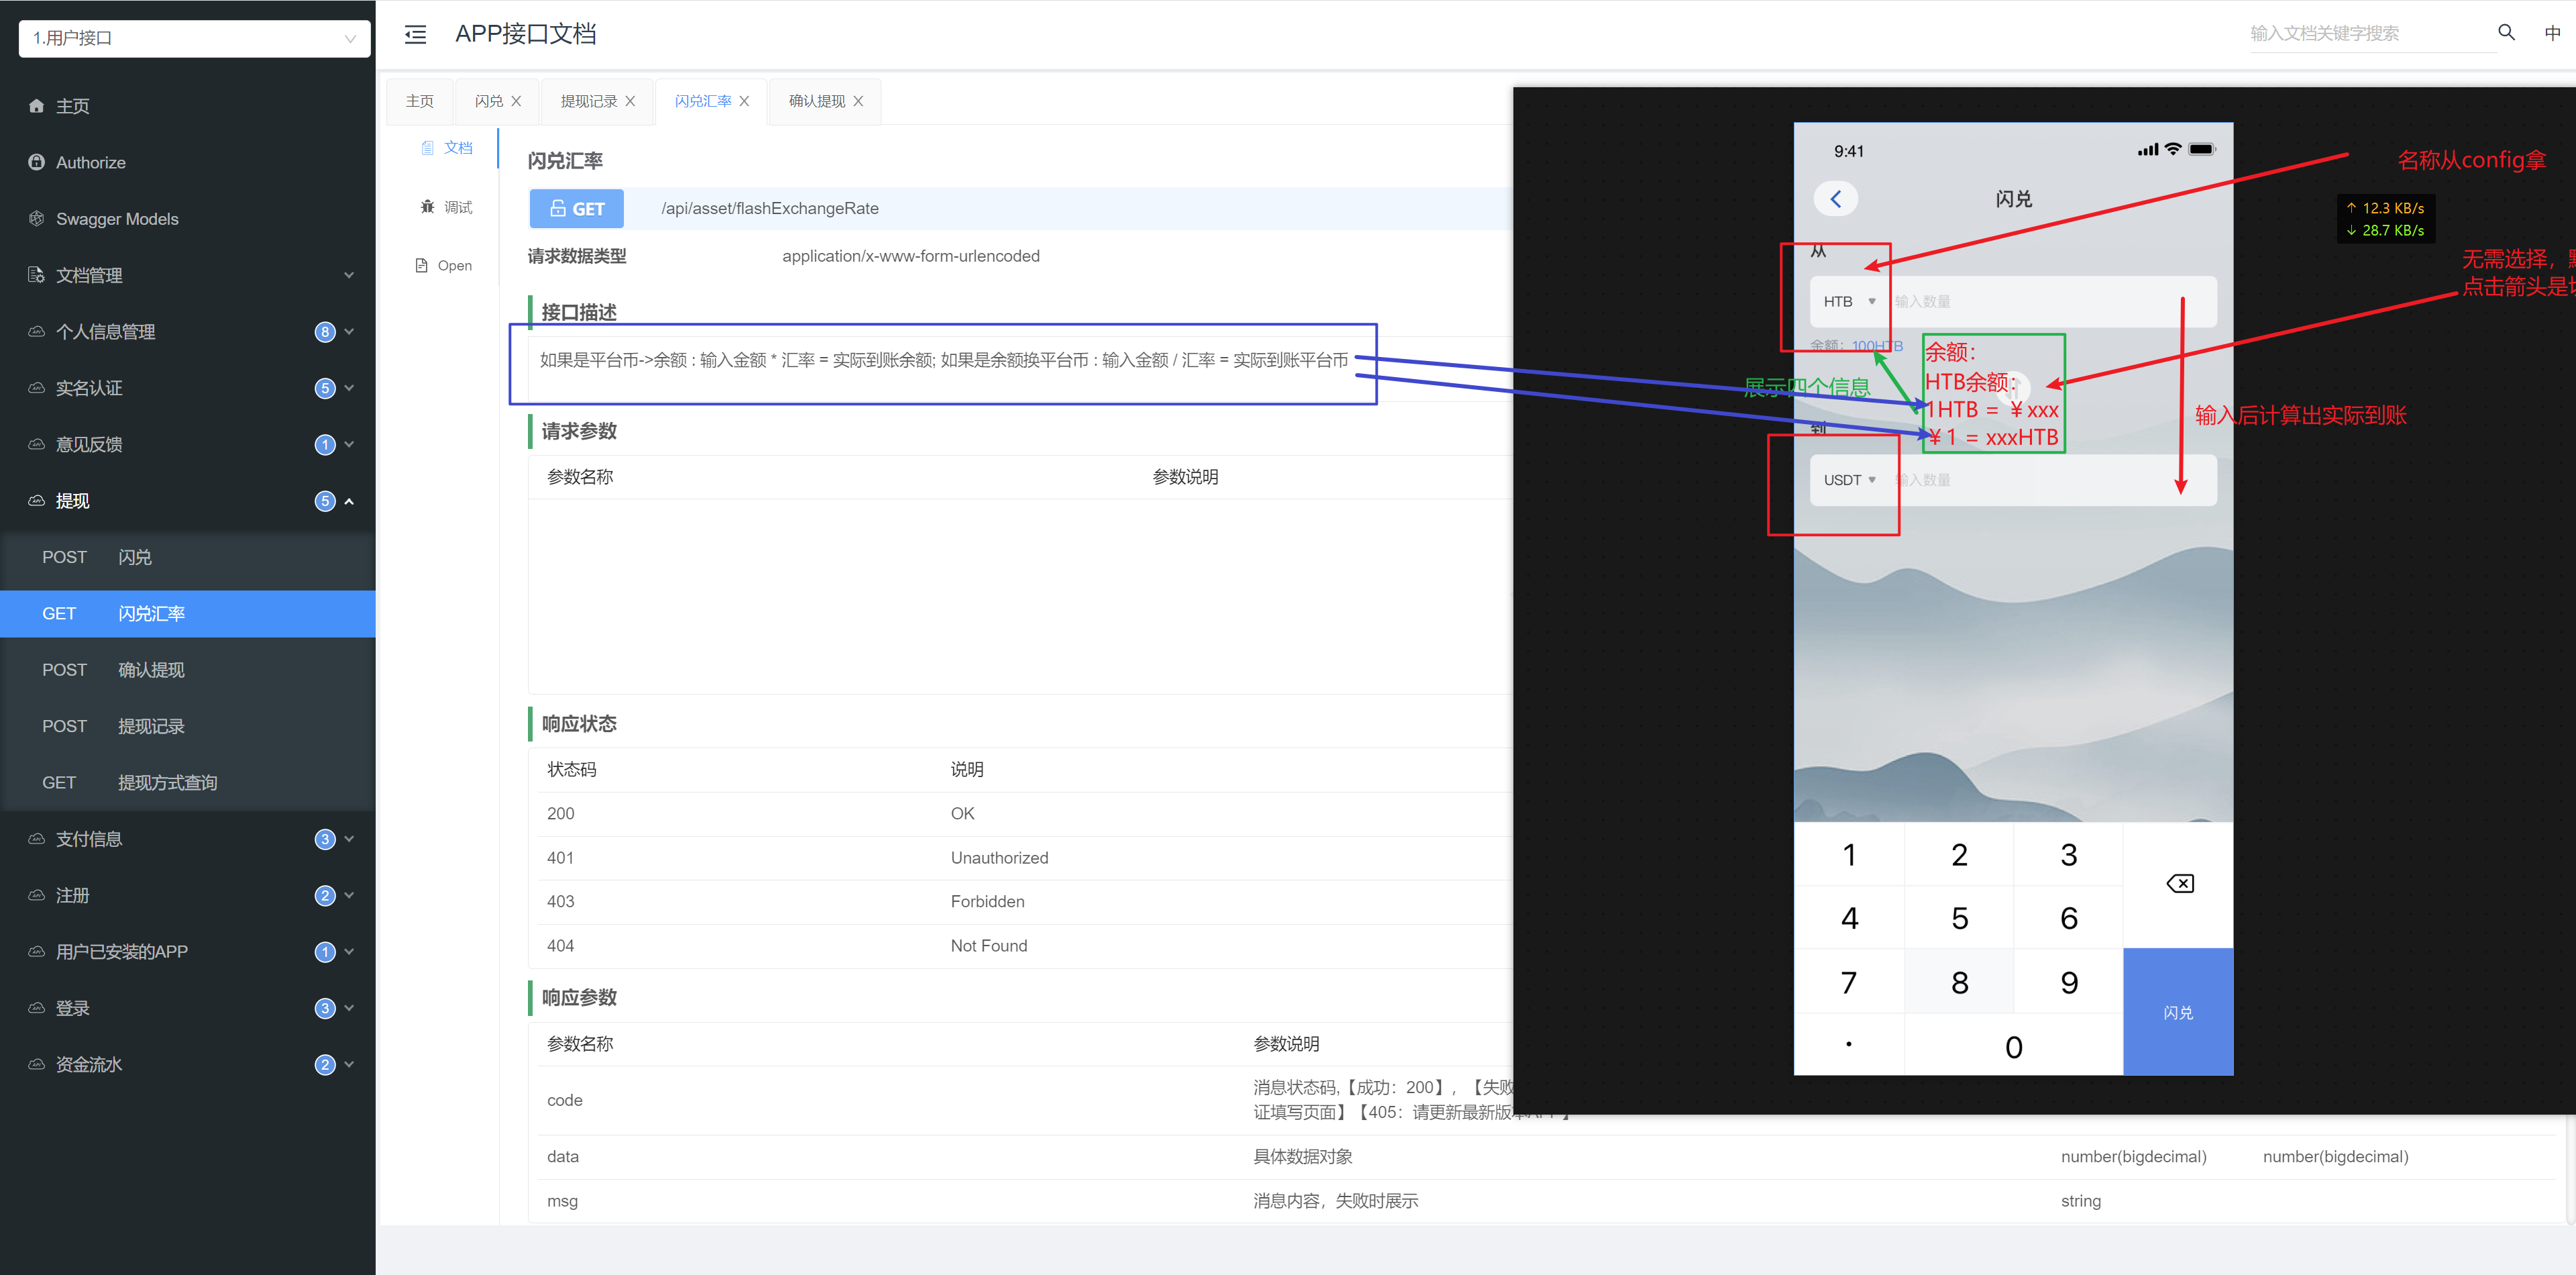 1.用户接口
APP接口文档
输入文档关键字搜索
中
主页
Authorize
Swagger Models
文档管理
个人信息管理 8
实名认证 5
意见反馈 1
提现 5
POST 闪兑
GET 闪兑汇率
POST 确认提现
POST 提现记录
GET 提现方式查询
支付信息 3
注册 2
用户已安装的APP 1
登录 3
资金流水 2
主页
闪兑
提现记录
闪兑汇率
确认提现
文档
调试
Open
闪兑汇率
GET /api/asset/flashExchangeRate
请求数据类型 application/x-www-form-urlencoded
接口描述
如果是平台币->余额 : 输入金额 * 汇率 = 实际到账余额; 如果是余额换平台币 : 输入金额 / 汇率 = 实际到账平台币
请求参数
参数名称 参数说明
响应状态
状态码 说明
200 OK
401 Unauthorized
403 Forbidden
404 Not Found
响应参数
参数名称 参数说明
code
消息状态码,【成功：200】，【失败
证填写页面】【405：请更新最新版本APP】
data 具体数据对象 number(bigdecimal) number(bigdecimal)
msg 消息内容，失败时展示 string
9:41
闪兑
从
HTB 输入数量
余额：100HTB
到
USDT 输入数量
余额：
HTB余额：
1HTB = ￥xxx
￥1 = xxxHTB
展示四个信息
名称从config拿
↑ 12.3 KB/s
↓ 28.7 KB/s
无需选择，
点击箭头是
输入后计算出实际到账
1 2 3
4 5 6
7 8 9
· 0
闪兑